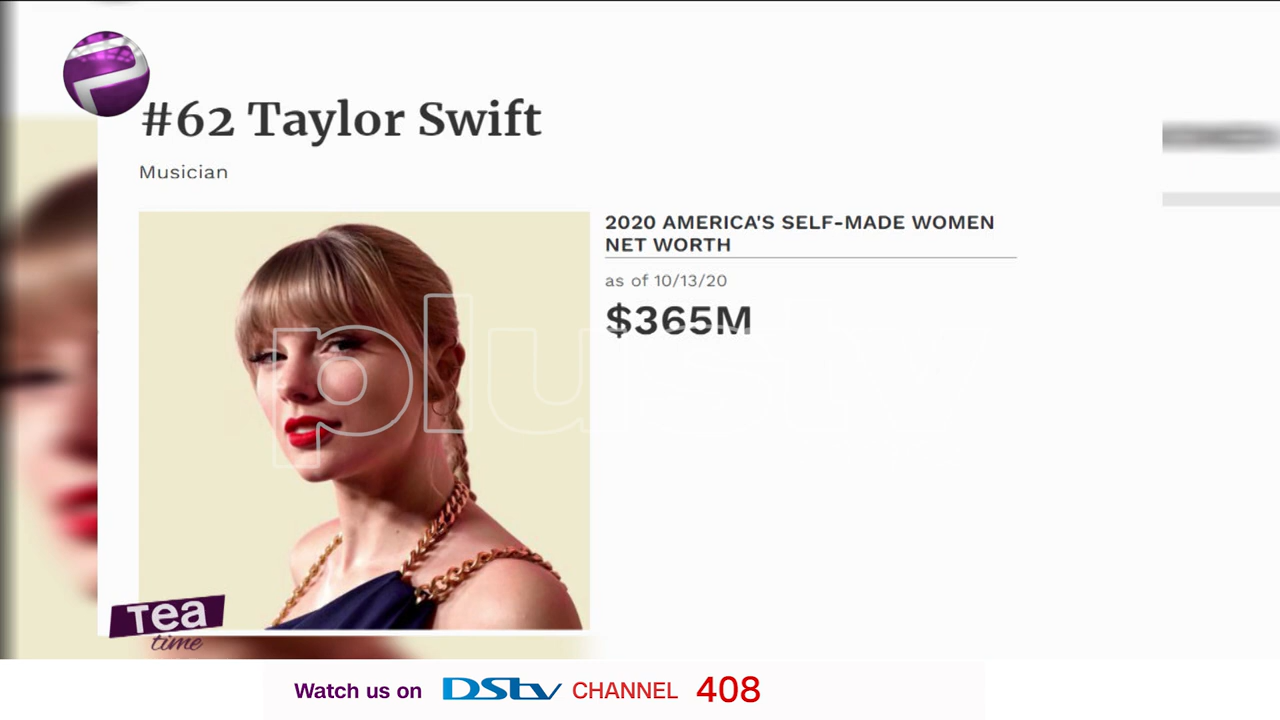 #62 Taylor Swift
Musician
2020 AMERICA'S SELF-MADE WOMEN
NET WORTH
as of 10/13/20
$365M
plustv
Tea
time
Watch us on DStv CHANNEL 408